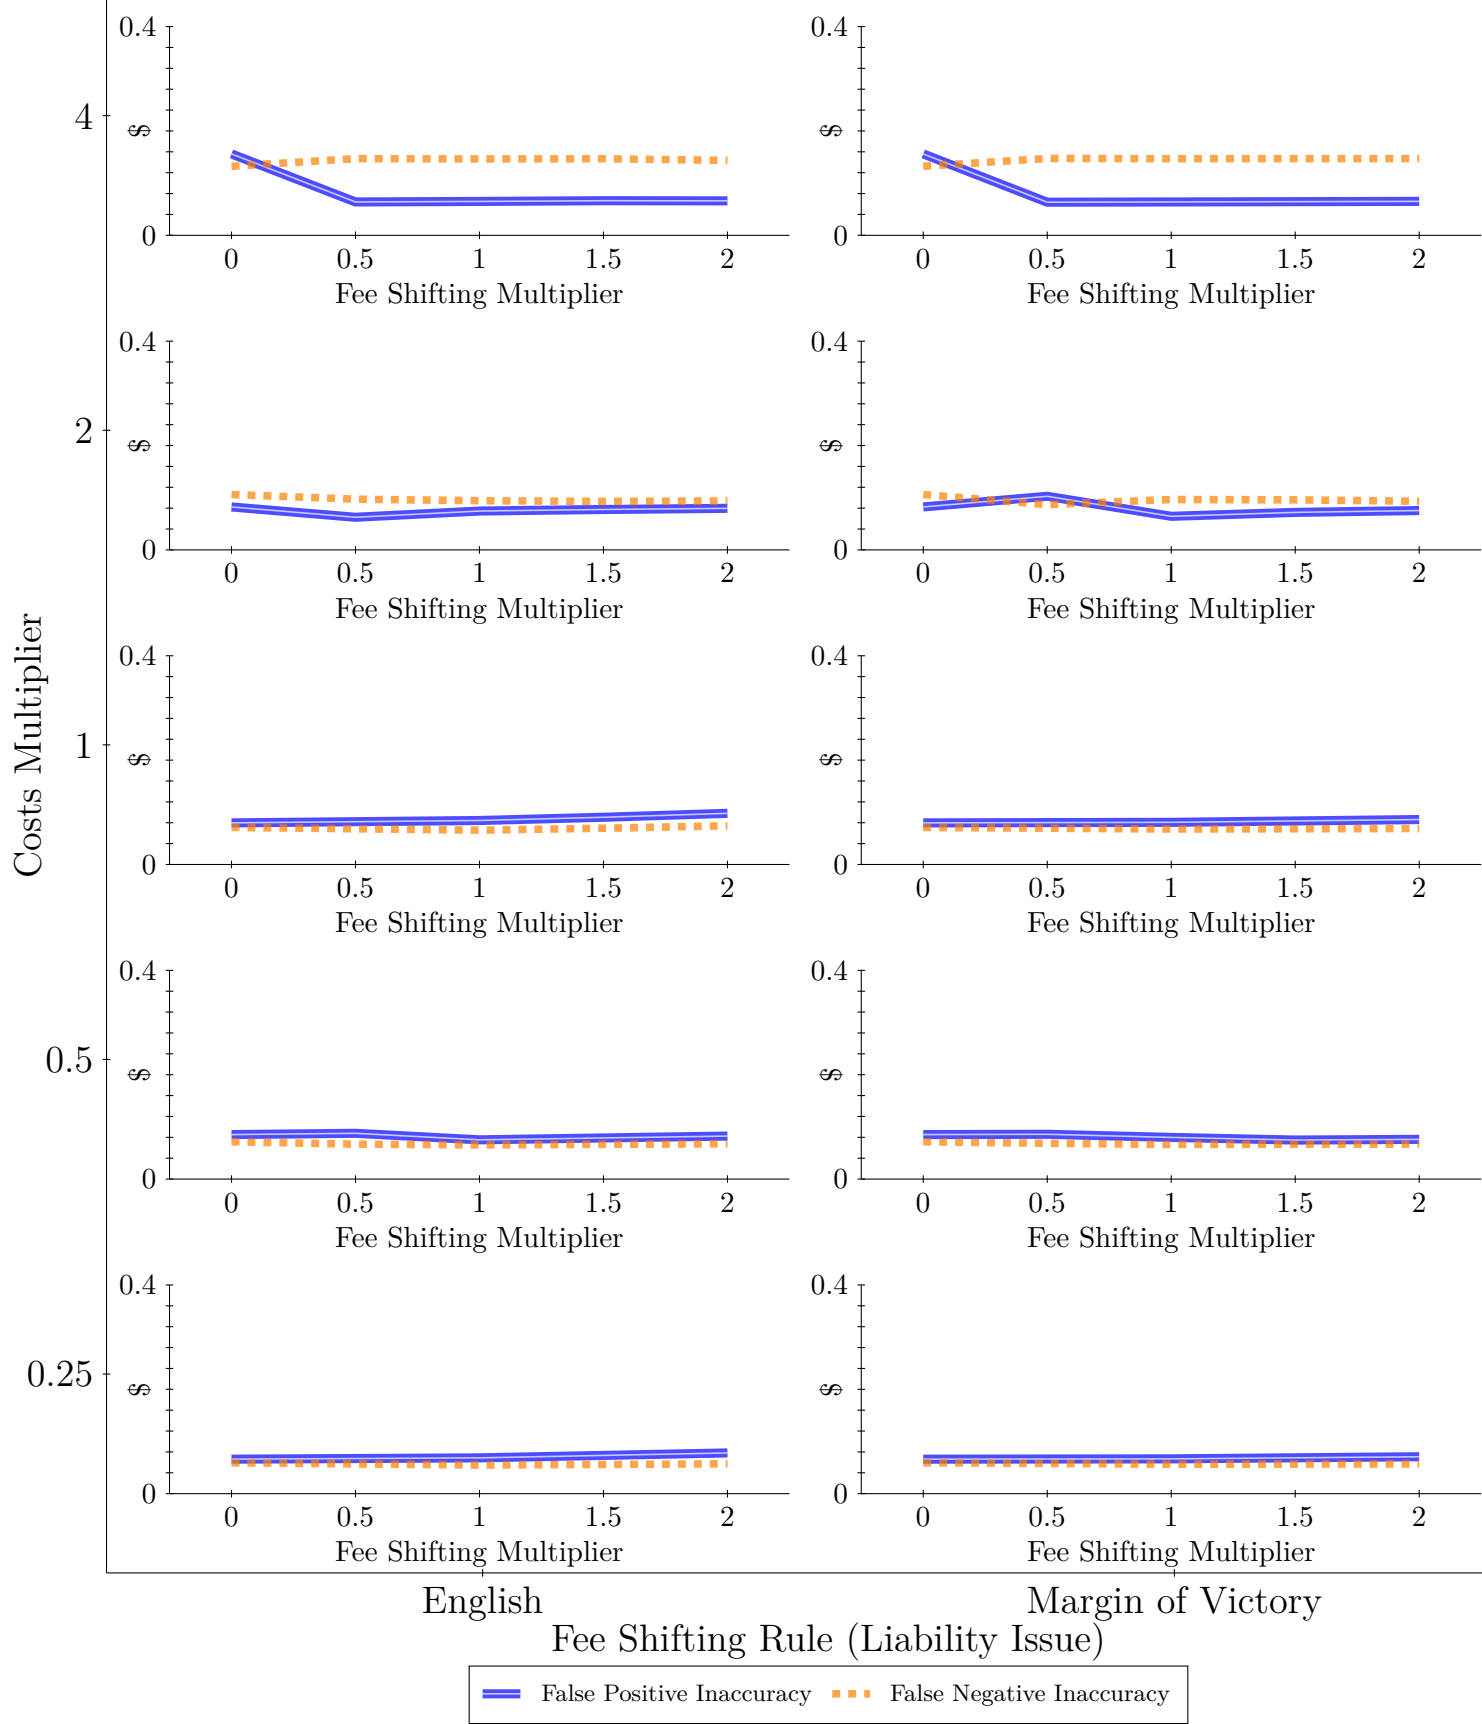 0.4
0.4
4
$
$
0
0
0 0.5 1 1.5 2
0 0.5 1 1.5 2
Fee Shifting Multiplier
Fee Shifting Multiplier
0.4
0.4
2
$
$
0
0
0 0.5 1 1.5 2
0 0.5 1 1.5 2
Fee Shifting Multiplier
Fee Shifting Multiplier
Costs Multiplier
0.4
0.4
1
$
$
0
0
0 0.5 1 1.5 2
0 0.5 1 1.5 2
Fee Shifting Multiplier
Fee Shifting Multiplier
0.4
0.4
0.5
$
$
0
0
0 0.5 1 1.5 2
0 0.5 1 1.5 2
Fee Shifting Multiplier
Fee Shifting Multiplier
0.4
0.4
0.25
$
$
0
0
0 0.5 1 1.5 2
0 0.5 1 1.5 2
Fee Shifting Multiplier
Fee Shifting Multiplier
English
Margin of Victory
Fee Shifting Rule (Liability Issue)
False Positive Inaccuracy
False Negative Inaccuracy